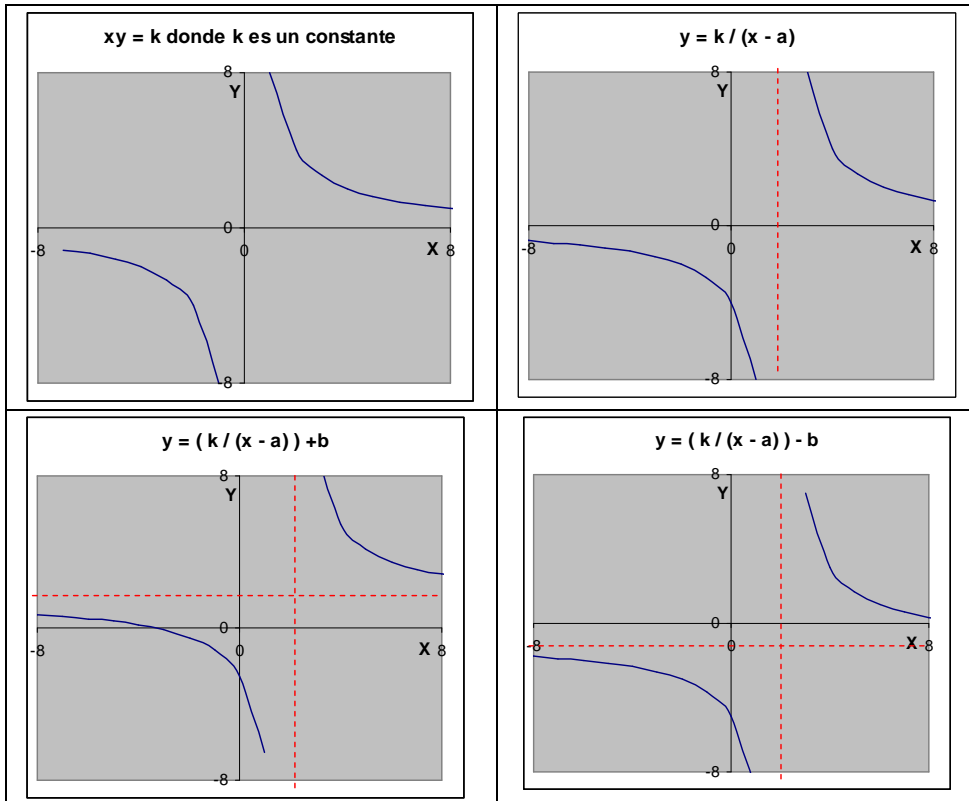 xy = k donde k es un constante
8
Y
0
-8
0
X
8
-8
y = k / (x - a)
8
Y
0
-8
0
X
8
-8
y = ( k / (x - a) ) +b
8
Y
0
-8
0
X
8
-8
y = ( k / (x - a) ) - b
8
Y
0
-8
0
X
8
-8